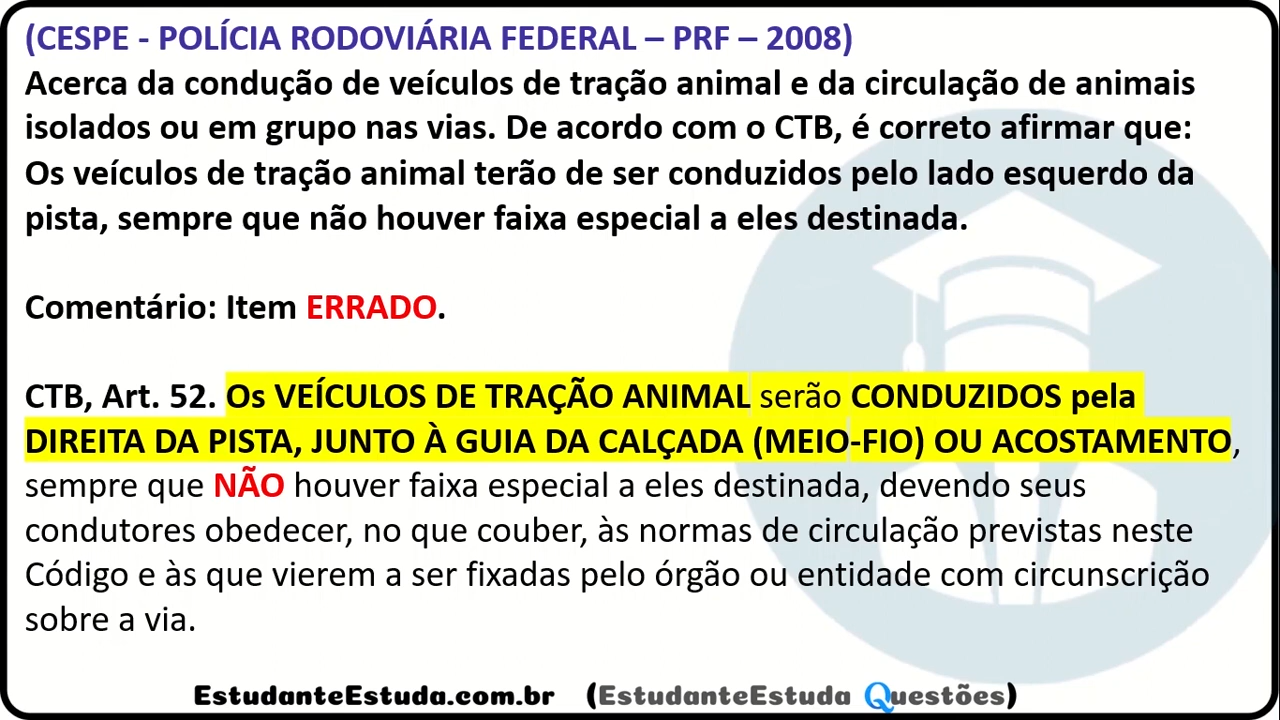 (CESPE - POLÍCIA RODOVIÁRIA FEDERAL – PRF – 2008)
Acerca da condução de veículos de tração animal e da circulação de animais
isolados ou em grupo nas vias. De acordo com o CTB, é correto afirmar que:
Os veículos de tração animal terão de ser conduzidos pelo lado esquerdo da
pista, sempre que não houver faixa especial a eles destinada.
Comentário: Item ERRADO.
CTB, Art. 52. Os VEÍCULOS DE TRAÇÃO ANIMAL serão CONDUZIDOS pela
DIREITA DA PISTA, JUNTO À GUIA DA CALÇADA (MEIO-FIO) OU ACOSTAMENTO,
sempre que NÃO houver faixa especial a eles destinada, devendo seus
condutores obedecer, no que couber, às normas de circulação previstas neste
Código e às que vierem a ser fixadas pelo órgão ou entidade com circunscrição
sobre a via.
EstudanteEstuda.com.br (EstudanteEstuda Questões)